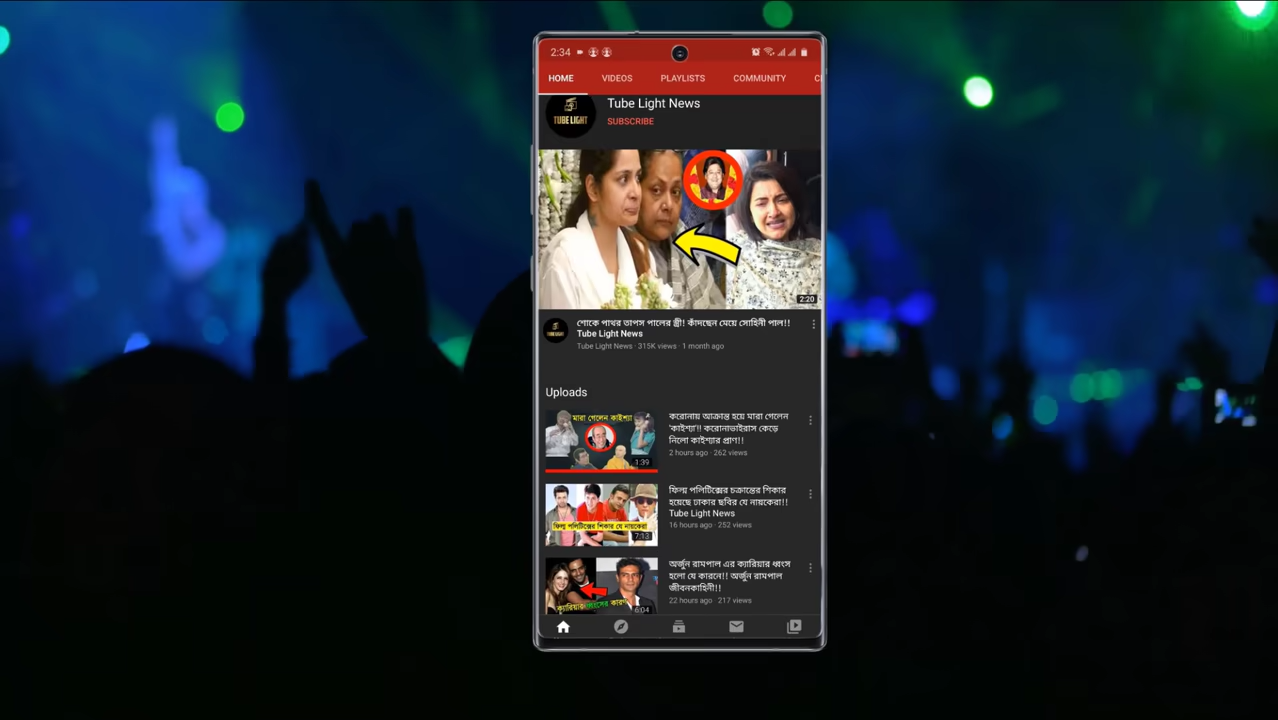 2:34
HOME VIDEOS PLAYLISTS COMMUNITY
Tube Light News
TUBE LIGHT
SUBSCRIBE
2:20
শোকে পাথর তাপস পালের স্ত্রী! কাঁদছেন মেয়ে সোহিনী পাল!!
Tube Light News
Tube Light News · 315K views · 1 month ago
Uploads
মারা গেলেন কাইশ্যা
1:39
করোনায় আক্রান্ত হয়ে মারা গেলেন
'কাইশ্যা'!! করোনাভাইরাস কেড়ে
নিলো কাইশ্যার প্রাণ!!
2 hours ago · 262 views
ফিল্ম পলিটিক্সের শিকার যে নায়কেরা
7:13
ফিল্ম পলিটিক্সের চক্রান্তের শিকার
হয়েছে ঢাকার ছবির যে নায়কেরা!!
Tube Light News
16 hours ago · 252 views
ক্যারিয়ার ধ্বংসের কারণ
6:04
অর্জুন রামপাল এর ক্যারিয়ার ধ্বংস
হলো যে কারনে!! অর্জুন রামপাল
জীবনকাহিনী!!
22 hours ago · 217 views